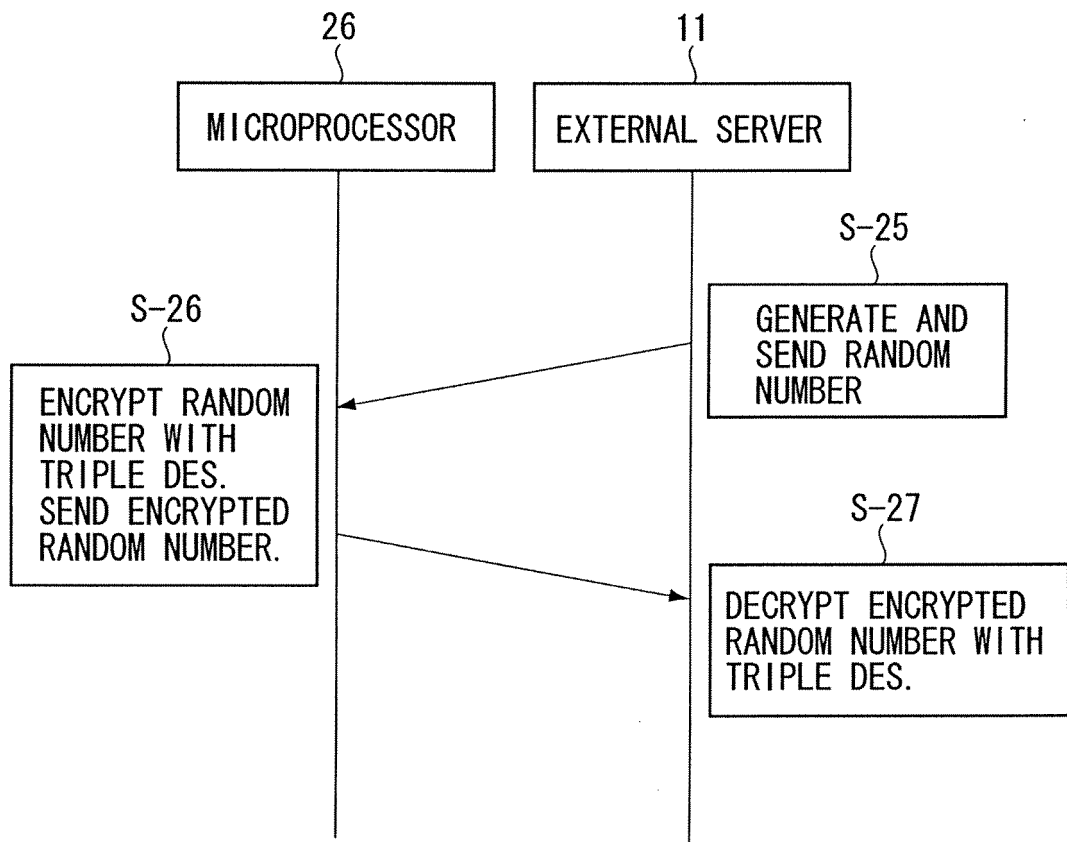 26
11
MICROPROCESSOR
EXTERNAL SERVER
S-25
GENERATE AND
SEND RANDOM
NUMBER
S-26
ENCRYPT RANDOM
NUMBER WITH
TRIPLE DES.
SEND ENCRYPTED
RANDOM NUMBER.
S-27
DECRYPT ENCRYPTED
RANDOM NUMBER WITH
TRIPLE DES.